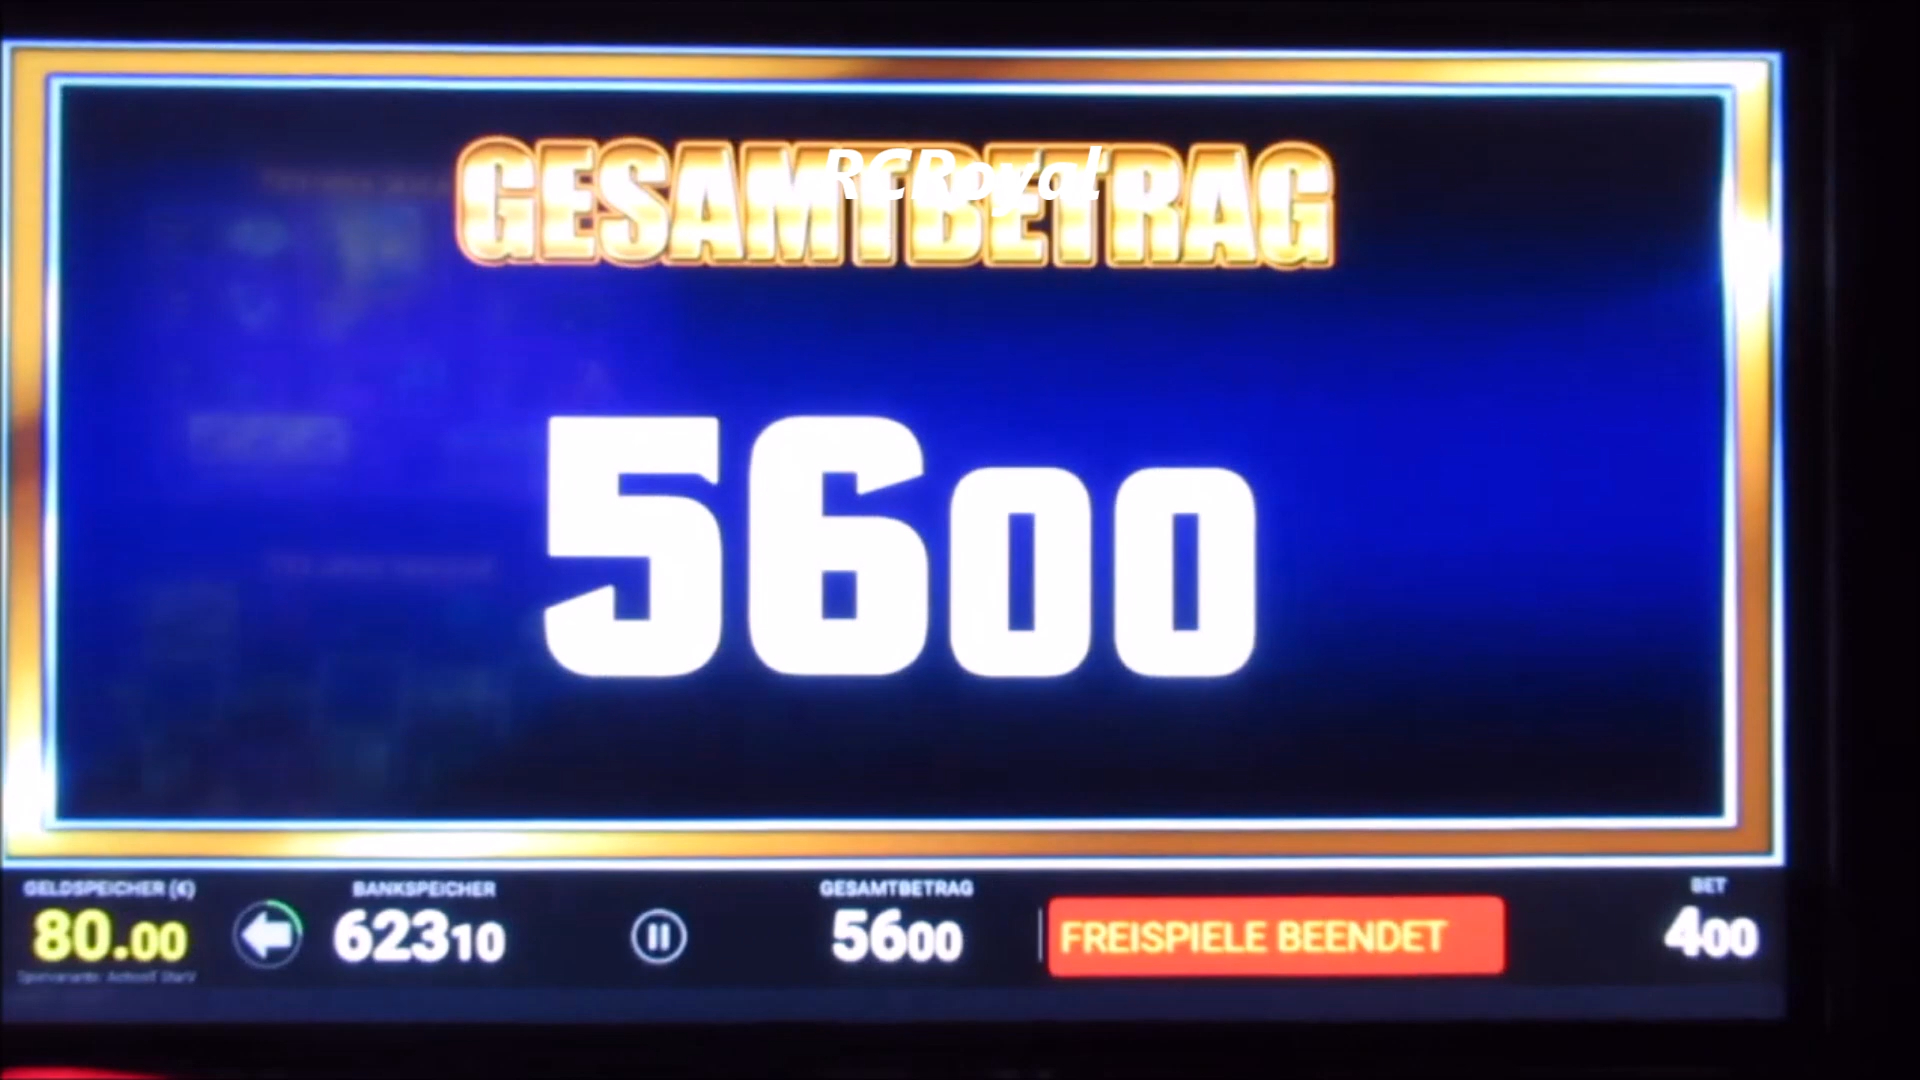 GESAMTBETRAG
RCRoyal
5600
GELDSPEICHER (€)
BANKSPEICHER
GESAMTBETRAG
BET
80.00
62310
5600
FREISPIELE BEENDET
400